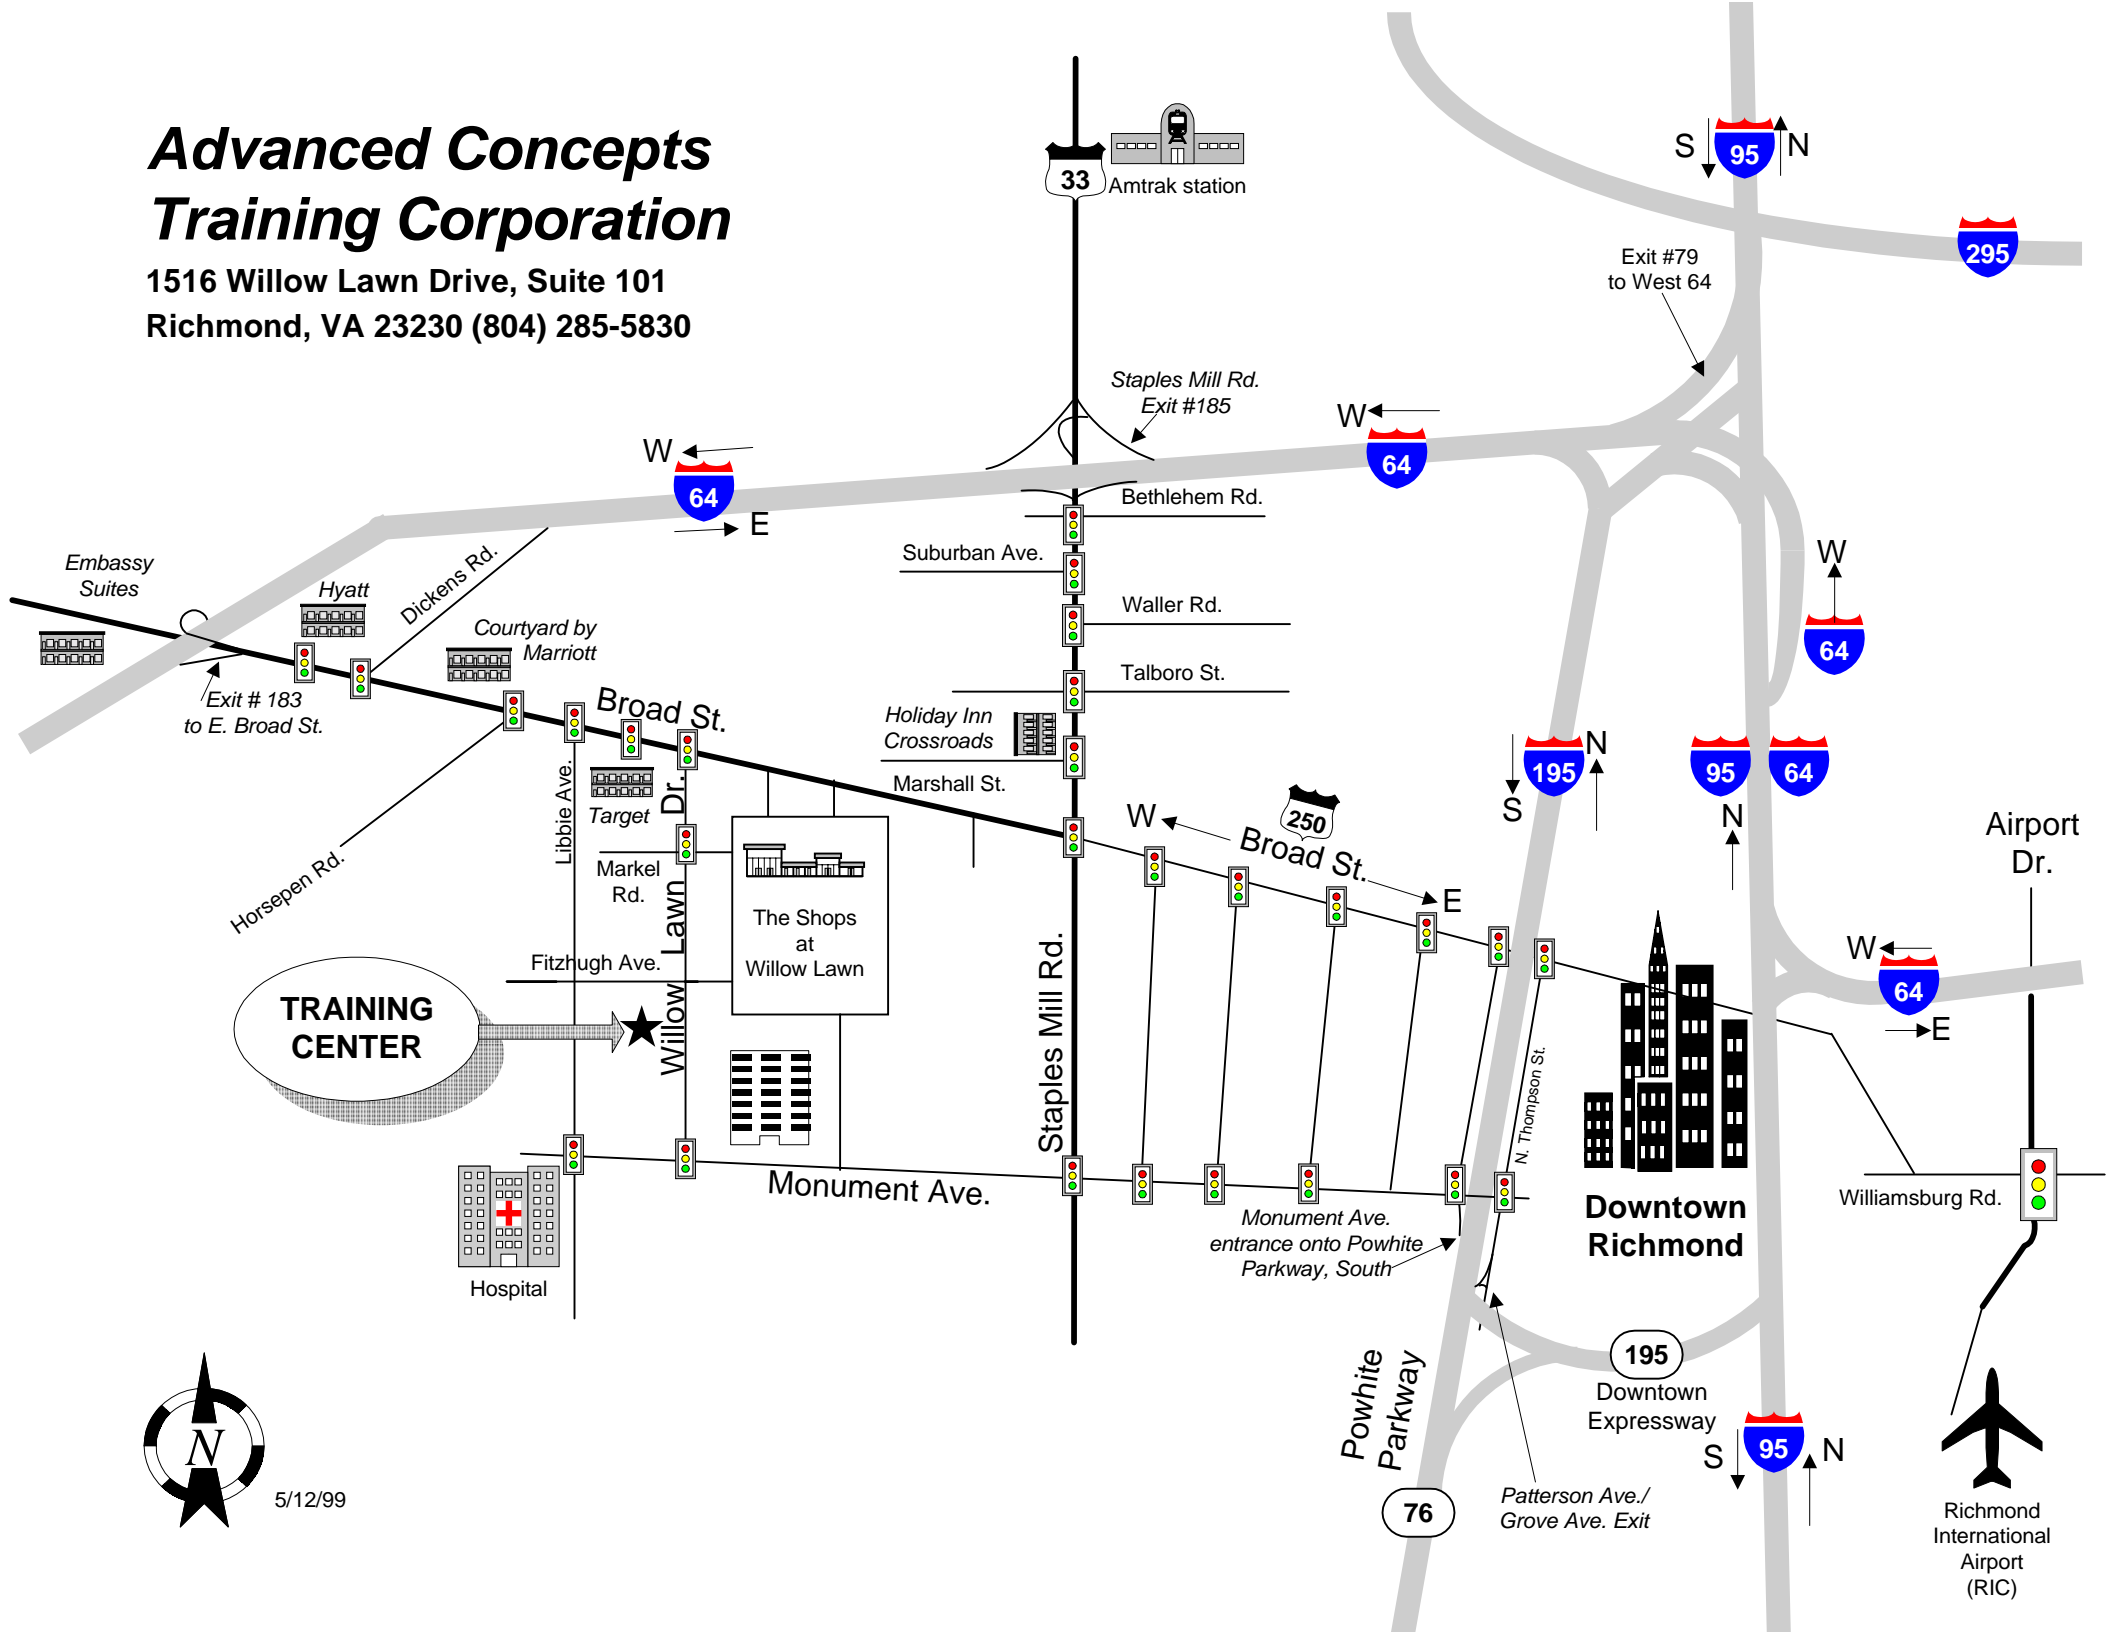 Advanced Concepts
Training Corporation
1516 Willow Lawn Drive, Suite 101
Richmond, VA 23230 (804) 285-5830
33
Amtrak station
S
95
N
295
Exit #79
to West 64
Staples Mill Rd.
Exit #185
W
64
W
64
E
Bethlehem Rd.
Suburban Ave.
Waller Rd.
Talboro St.
Holiday Inn
Crossroads
Marshall St.
Embassy
Suites
Hyatt
Dickens Rd.
Courtyard by
Marriott
Exit # 183
to E. Broad St.
Broad St.
Horsepen Rd.
Libbie Ave.
Target
Willow Lawn Dr.
Markel
Rd.
The Shops
at
Willow Lawn
Fitzhugh Ave.
TRAINING
CENTER
W
64
N
195
S
95
64
N
W
250
Broad St.
E
Airport
Dr.
W
64
E
Staples Mill Rd.
N. Thompson St.
Monument Ave.
Hospital
Monument Ave.
entrance onto Powhite
Parkway, South
Downtown
Richmond
Williamsburg Rd.
Powhite
Parkway
195
Downtown
Expressway
S
95
N
76
Patterson Ave./
Grove Ave. Exit
Richmond
International
Airport
(RIC)
N
5/12/99